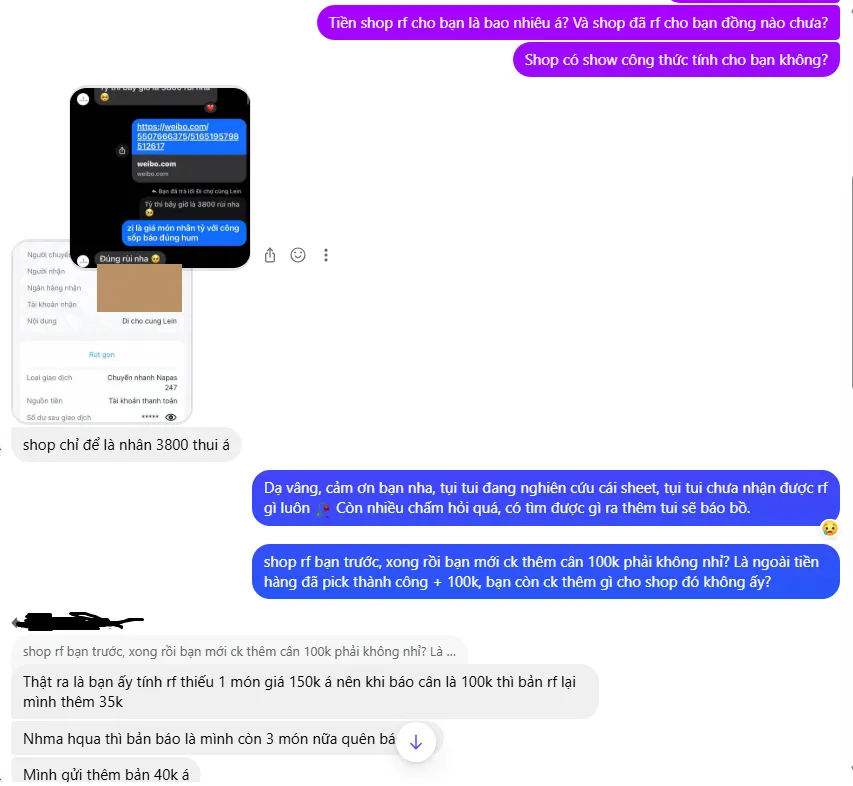 Tiền shop rf cho bạn là bao nhiêu á? Và shop đã rf cho bạn đồng nào chưa?
Shop có show công thức tính cho bạn không?
Tỷ thì bây giờ là 3800 rùi nha
https://weibo.com/
5507666375/5165195798
512617
weibo.com
weibo.com
Bạn đã trả lời Đi chợ cùng Lein
Tỷ thì bây giờ là 3800 rùi nha
🥺
zị là giá món nhân tỷ với công
sốp báo đúng hum
Đúng rùi nha 🥺
Người chuyển
Người nhận
Ngân hàng nhận
Tài khoản nhận
Nội dung Di cho cung Lein
Rút gọn
Loại giao dịch Chuyển nhanh Napas
247
Nguồn tiền Tài khoản thanh toán
Số dư sau giao dịch *****
shop chỉ để là nhân 3800 thui á
Dạ vâng, cảm ơn bạn nha, tụi tui đang nghiên cứu cái sheet, tụi tui chưa nhận được rf
gì luôn 🥀 Còn nhiều chấm hỏi quá, có tìm được gì ra thêm tui sẽ báo bồ.
😢
shop rf bạn trước, xong rồi bạn mới ck thêm cân 100k phải không nhỉ? Là ngoài tiền
hàng đã pick thành công + 100k, bạn còn ck thêm gì cho shop đó không ấy?
shop rf bạn trước, xong rồi bạn mới ck thêm cân 100k phải không nhỉ? Là ...
Thật ra là bạn ấy tính rf thiếu 1 món giá 150k á nên khi báo cân là 100k thì bản rf lại
mình thêm 35k
Nhma hqua thì bản báo là mình còn 3 món nữa quên
Mình gửi thêm bản 40k á